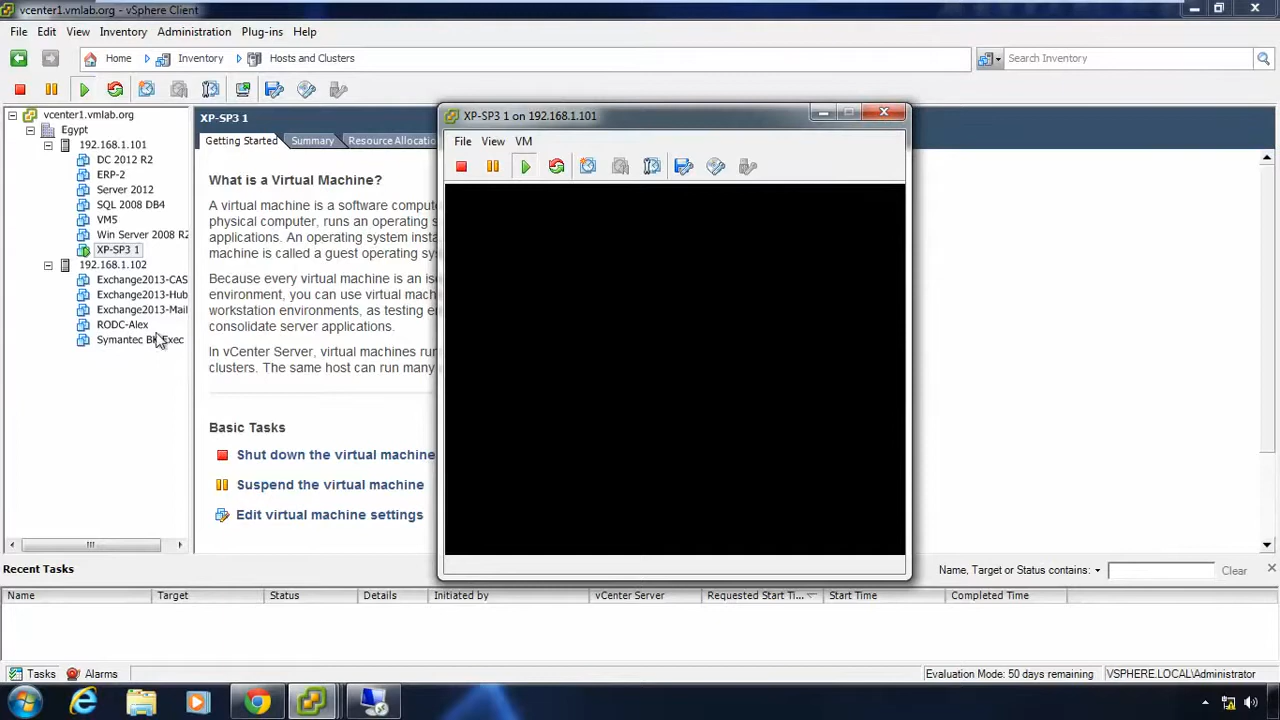 vcenter1.vmlab.org - vSphere Client
File Edit View Inventory Administration Plug-ins Help
Home Inventory Hosts and Clusters Search Inventory
vcenter1.vmlab.org
Egypt
192.168.1.101
DC 2012 R2
ERP-2
Server 2012
SQL 2008 DB4
VM5
Win Server 2008 R2
XP-SP3 1
192.168.1.102
Exchange2013-CAS
Exchange2013-Hub
Exchange2013-Mail
RODC-Alex
Symantec Exec
XP-SP3 1
Getting Started Summary Resource Allocatio
What is a Virtual Machine?
A virtual machine is a software compute
physical computer, runs an operating s
applications. An operating system insta
machine is called a guest operating sy
Because every virtual machine is an iso
environment, you can use virtual mach
workstation environments, as testing e
consolidate server applications.
In vCenter Server, virtual machines run
clusters. The same host can run many
Basic Tasks
Shut down the virtual machine
Suspend the virtual machine
Edit virtual machine settings
XP-SP3 1 on 192.168.1.101
File View VM
Recent Tasks Name, Target or Status contains: Clear
Name Target Status Details Initiated by vCenter Server Requested Start Ti... Start Time Completed Time
Tasks Alarms Evaluation Mode: 50 days remaining VSPHERE.LOCAL\Administrator